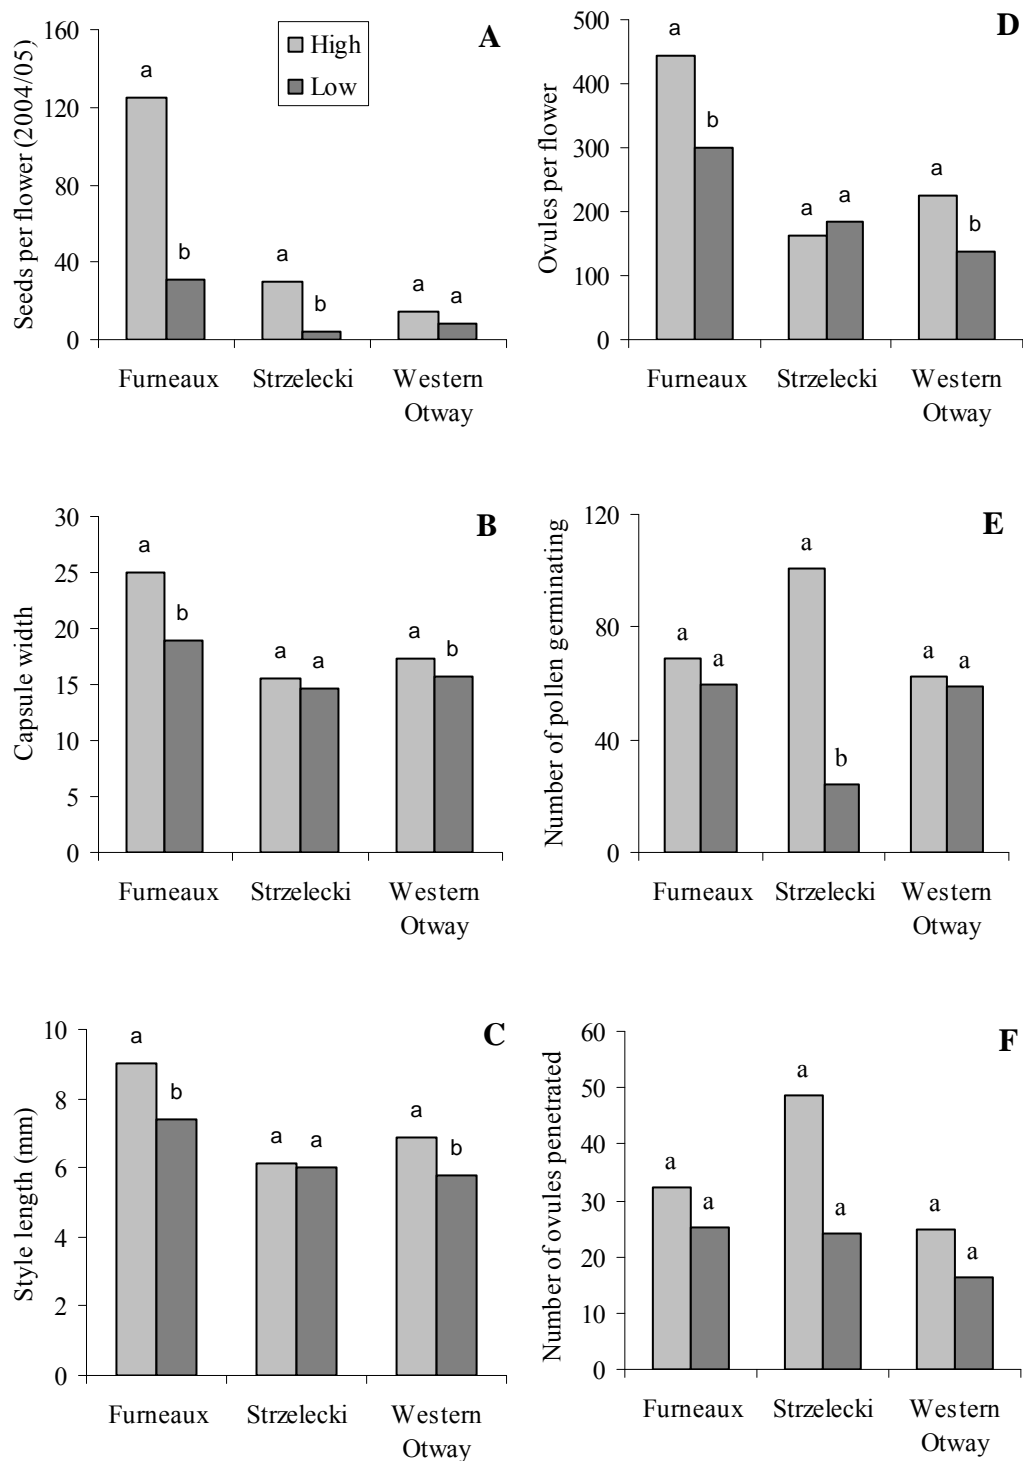 A
Seeds per flower (2004/05)
160
120
80
40
0
High
Low
a
b
a
b
a
a
Furneaux
Strzelecki
Western
Otway
D
Ovules per flower
500
400
300
200
100
0
a
b
a
a
a
b
Furneaux
Strzelecki
Western
Otway
B
Capsule width
30
25
20
15
10
5
0
a
b
a
a
a
b
Furneaux
Strzelecki
Western
Otway
E
Number of pollen germinating
120
80
40
0
a
a
a
b
a
a
Furneaux
Strzelecki
Western
Otway
C
Style length (mm)
10
8
6
4
2
0
a
b
a
a
a
b
Furneaux
Strzelecki
Western
Otway
F
Number of ovules penetrated
60
50
40
30
20
10
0
a
a
a
a
a
a
Furneaux
Strzelecki
Western
Otway